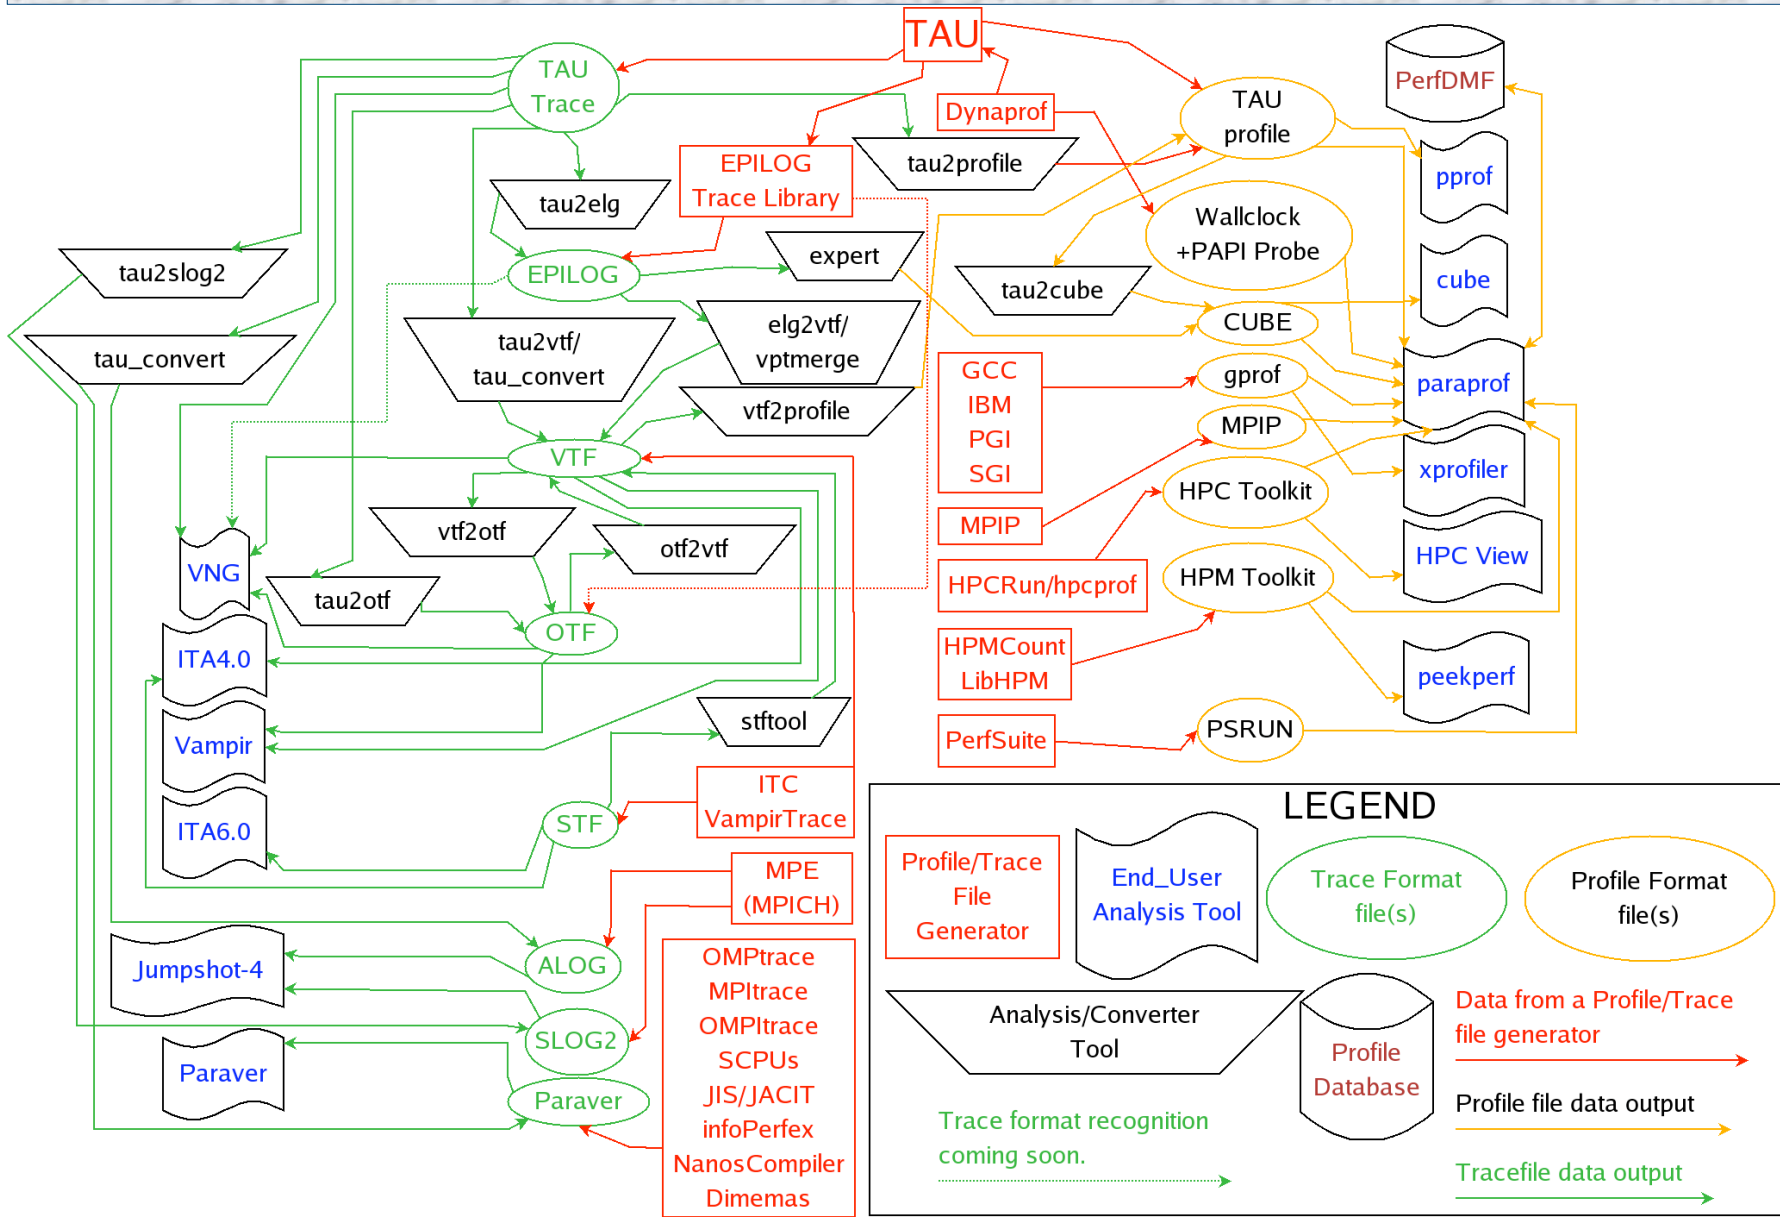 TAU
TAU
Trace
TAU
profile
PerfDMF
Dynaprof
EPILOG
Trace Library
tau2profile
pprof
tau2elg
Wallclock
+PAPI Probe
tau2slog2
EPILOG
expert
tau2cube
cube
tau_convert
tau2vtf/
tau_convert
elg2vtf/
vptmerge
CUBE
GCC
IBM
PGI
SGI
gprof
paraprof
vtf2profile
MPIP
VTF
xprofiler
HPC Toolkit
vtf2otf
otf2vtf
MPIP
HPC View
VNG
tau2otf
HPCRun/hpcprof
HPM Toolkit
OTF
ITA4.0
HPMCount
LibHPM
peekperf
Vampir
stftool
PerfSuite
PSRUN
ITA6.0
STF
ITC
VampirTrace
MPE
(MPICH)
Jumpshot-4
ALOG
OMPtrace
MPItrace
OMPItrace
SCPUs
JIS/JACIT
infoPerfex
NanosCompiler
Dimemas
SLOG2
Paraver
Paraver
LEGEND
Profile/Trace
File
Generator
End_User
Analysis Tool
Trace Format
file(s)
Profile Format
file(s)
Analysis/Converter
Tool
Profile
Database
Data from a Profile/Trace
file generator
Profile file data output
Trace format recognition
coming soon.
Tracefile data output